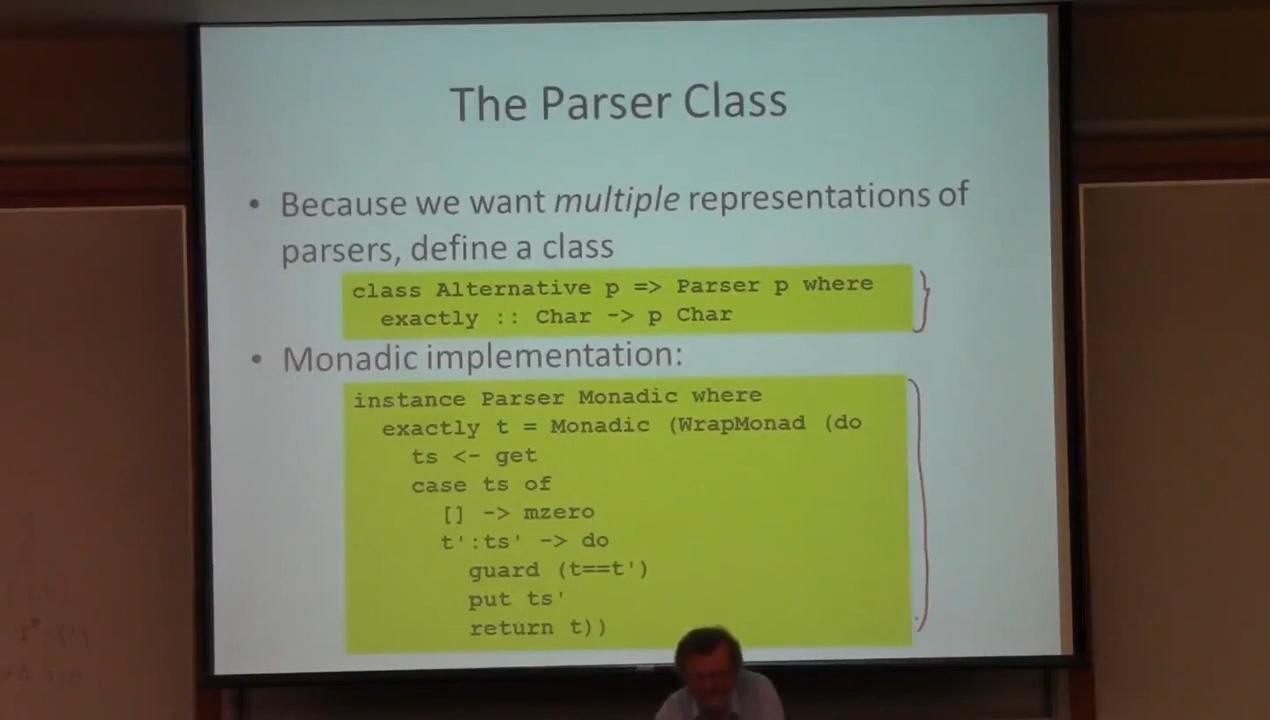 The Parser Class
• Because we want multiple representations of
parsers, define a class
class Alternative p => Parser p where
exactly :: Char -> p Char
• Monadic implementation:
instance Parser Monadic where
exactly t = Monadic (WrapMonad (do
ts <- get
case ts of
[] -> mzero
t':ts' -> do
guard (t==t')
put ts'
return t))